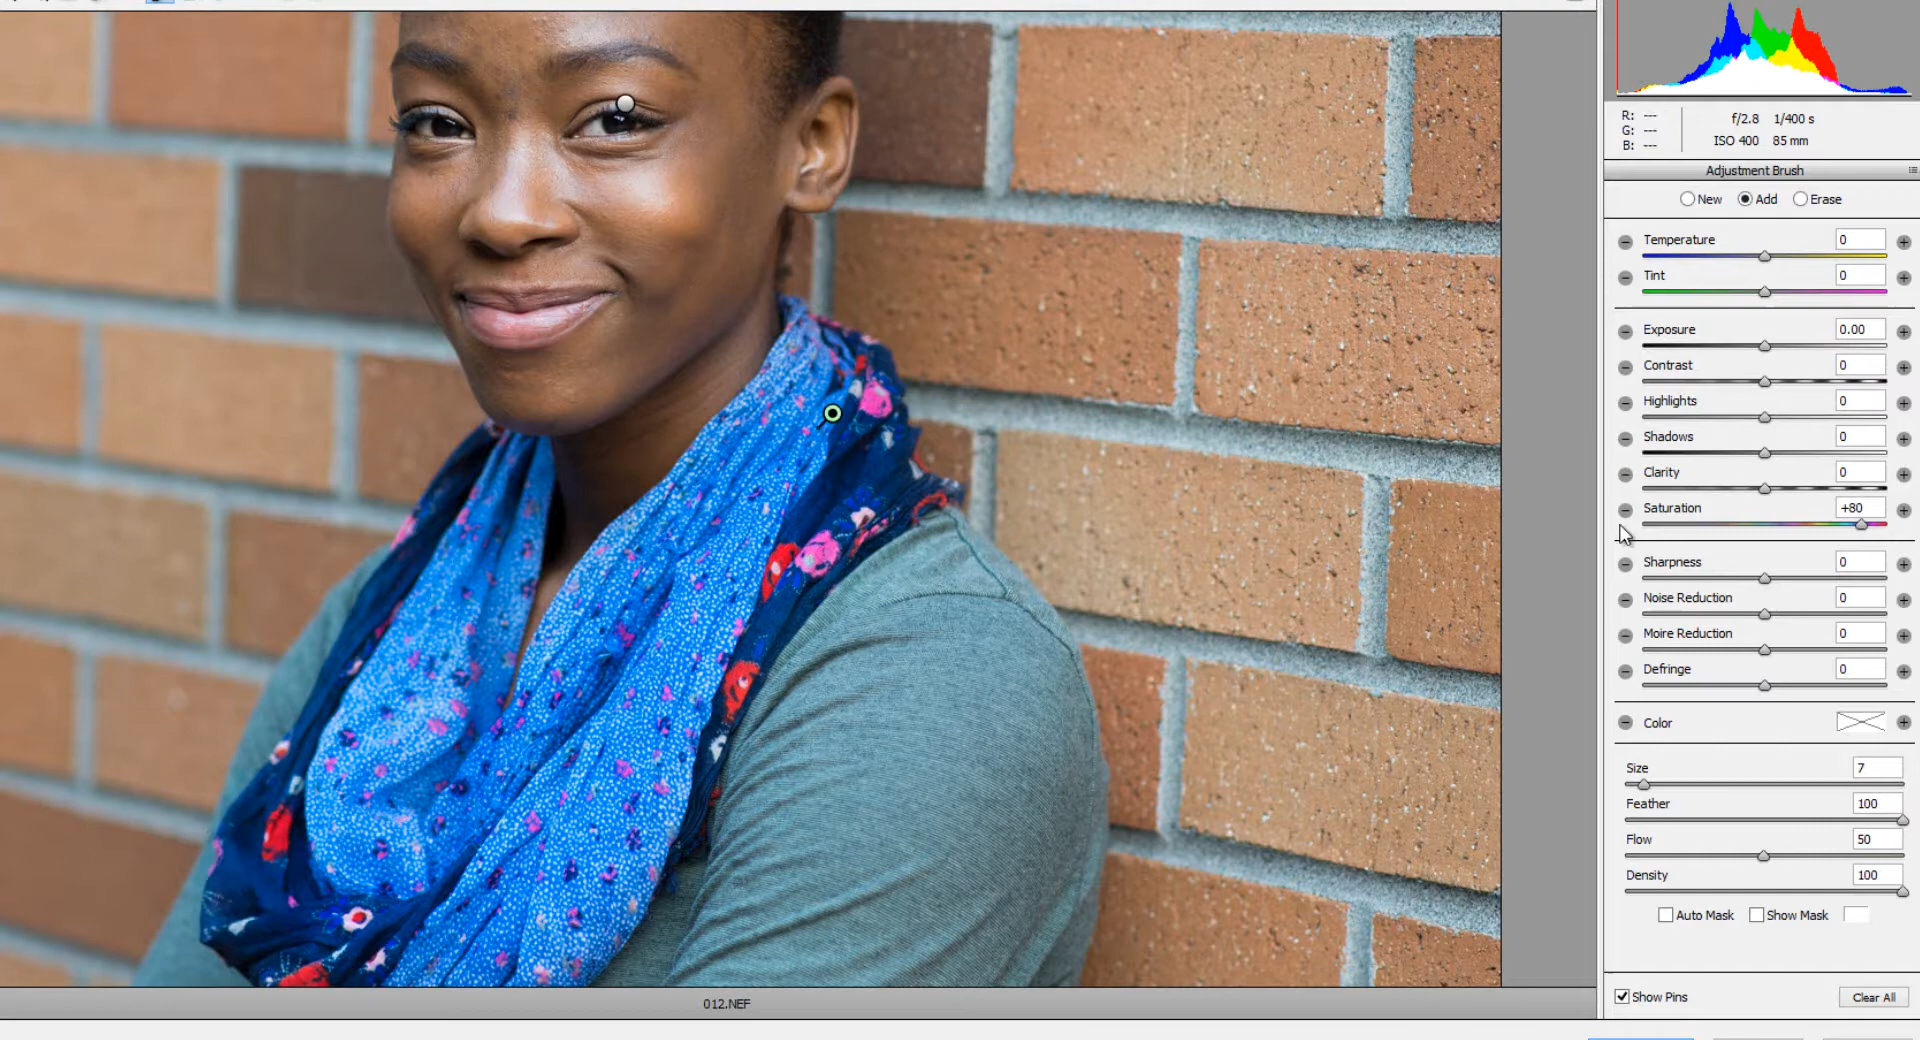 R: ---
G: ---
B: ---
f/2.8 1/400 s
ISO 400 85 mm
Adjustment Brush
New Add Erase
Temperature 0
Tint 0
Exposure 0.00
Contrast 0
Highlights 0
Shadows 0
Clarity 0
Saturation +80
Sharpness 0
Noise Reduction 0
Moire Reduction 0
Defringe 0
Color
Size 7
Feather 100
Flow 50
Density 100
Auto Mask Show Mask
012.NEF
Show Pins Clear All